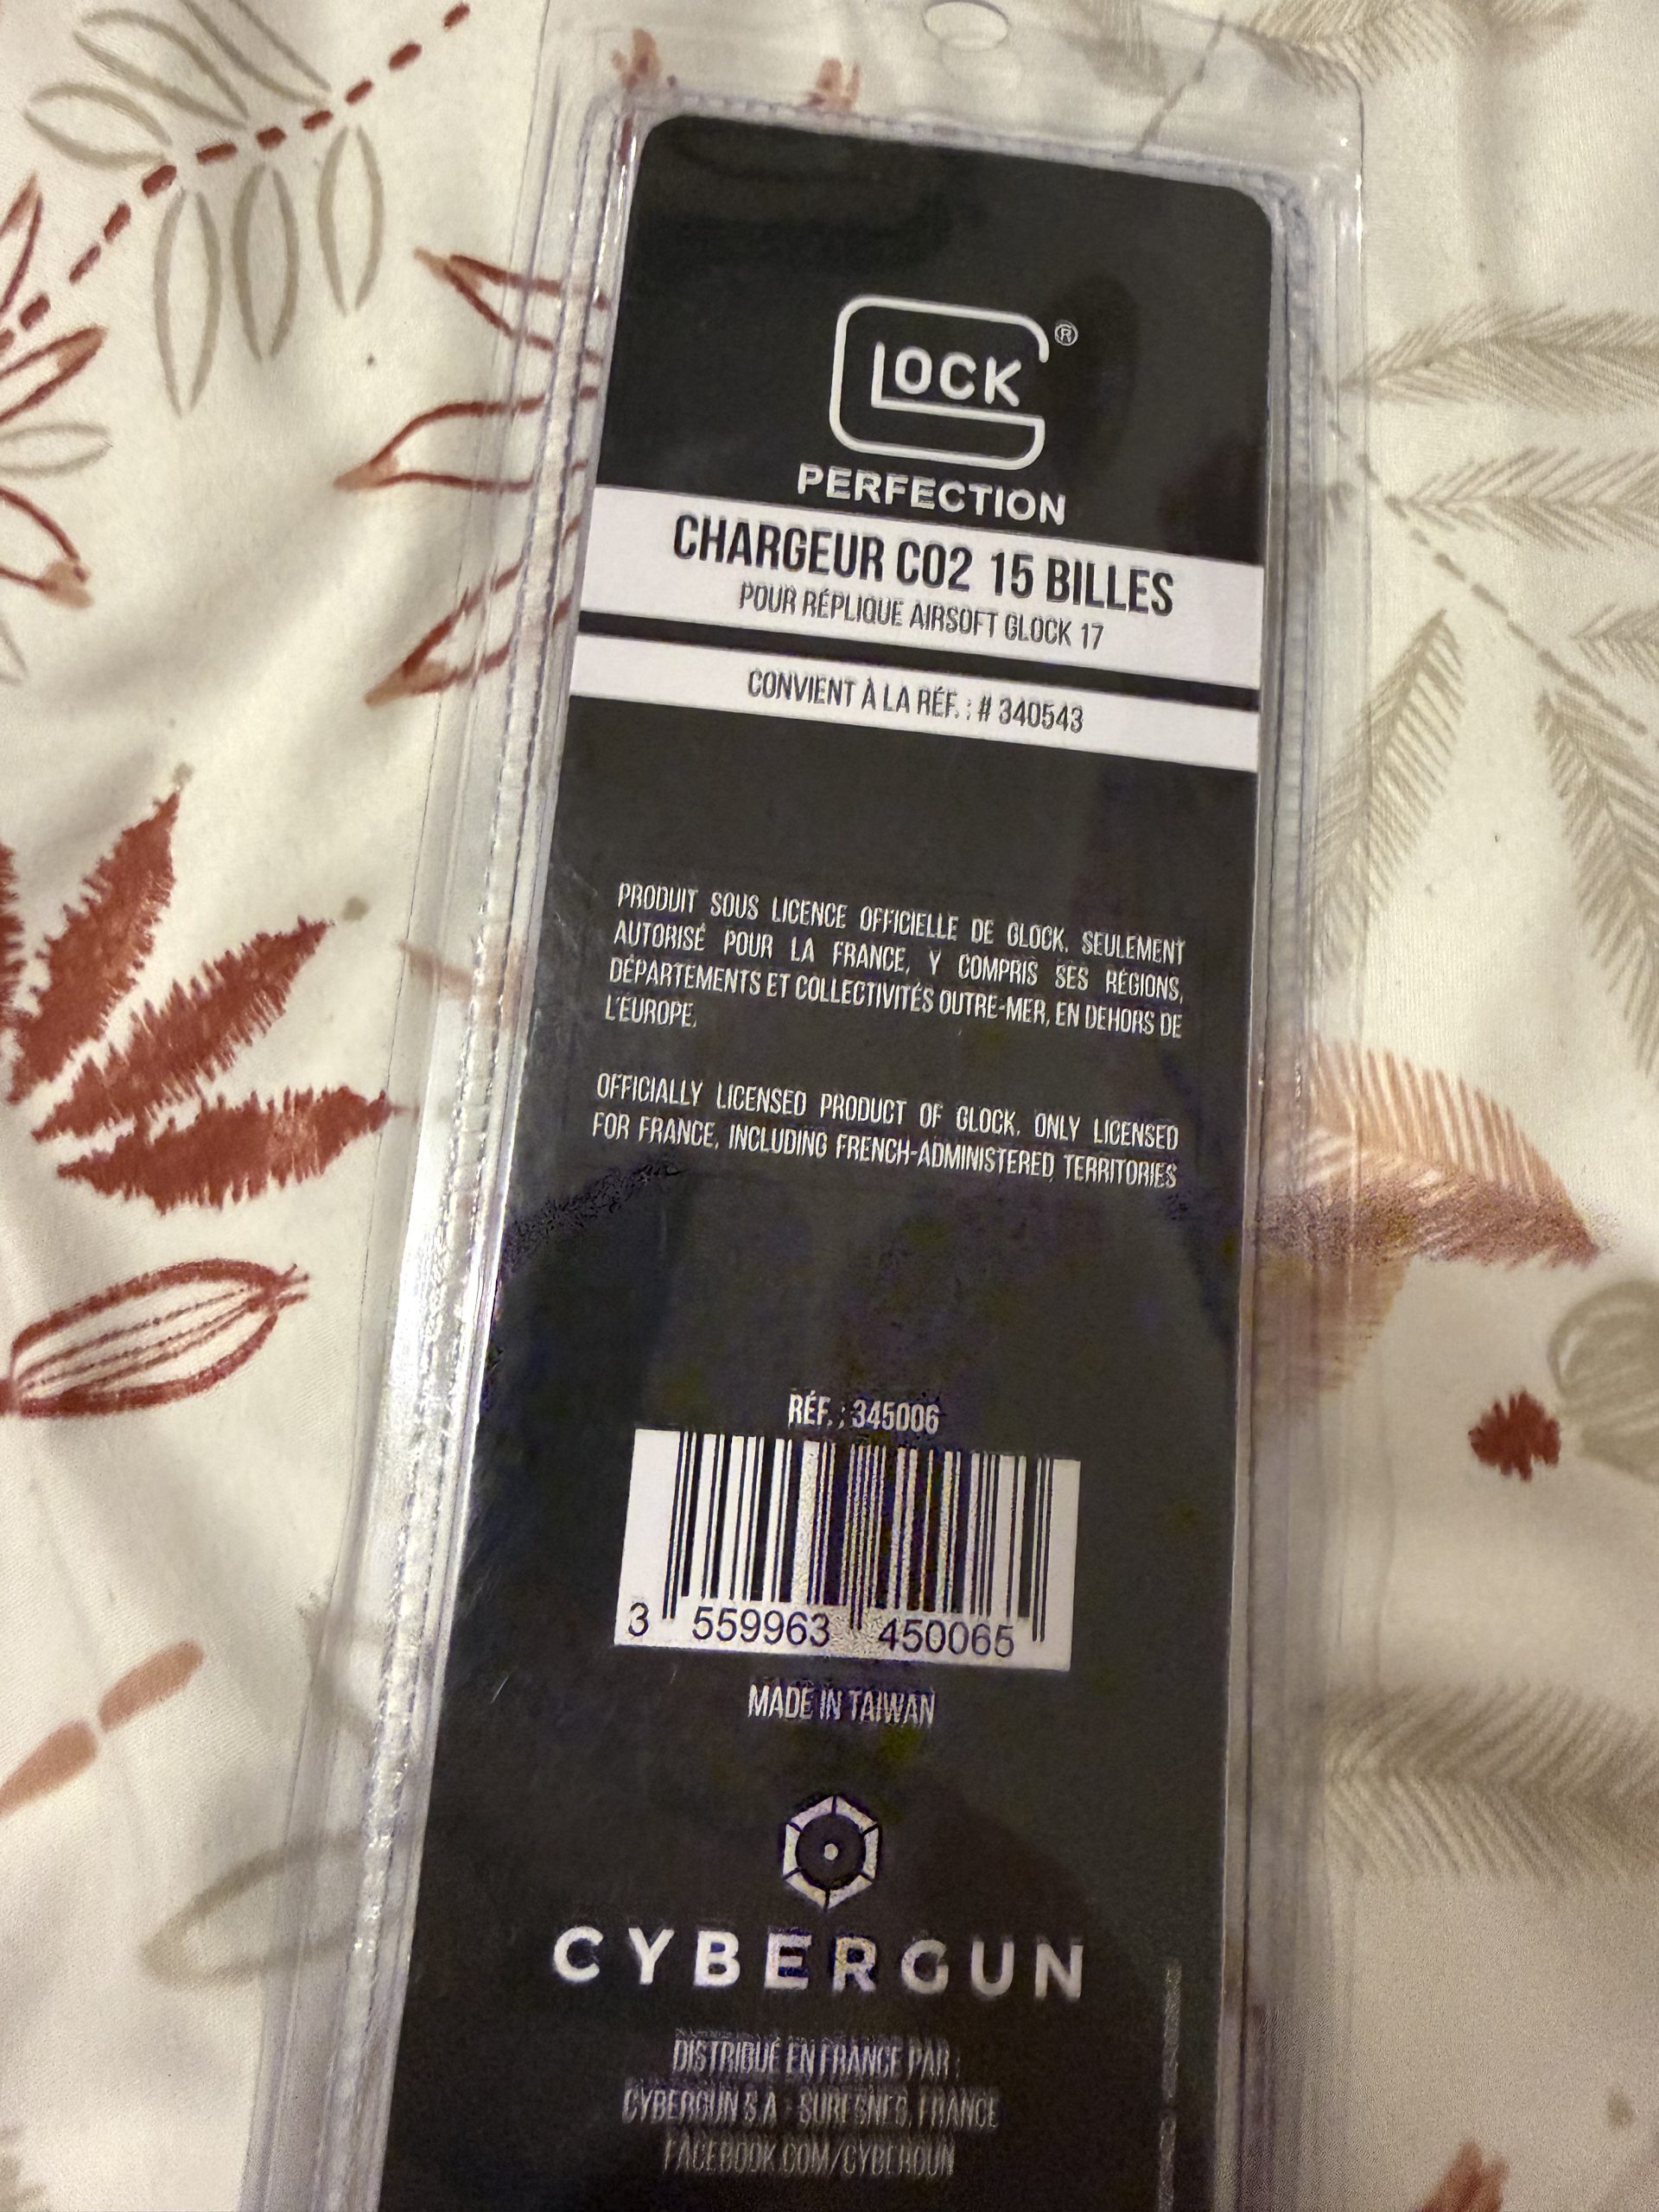 GLOCK®
PERFECTION
CHARGEUR CO2 15 BILLES
POUR RÉPLIQUE AIRSOFT GLOCK 17
CONVIENT À LA RÉF. : # 340543
PRODUIT SOUS LICENCE OFFICIELLE DE GLOCK, SEULEMENT
AUTORISÉ POUR LA FRANCE, Y COMPRIS SES RÉGIONS,
DÉPARTEMENTS ET COLLECTIVITÉS OUTRE-MER, EN DEHORS DE
L'EUROPE.
OFFICIALLY LICENSED PRODUCT OF GLOCK, ONLY LICENSED
FOR FRANCE, INCLUDING FRENCH-ADMINISTERED TERRITORIES
RÉF. : 345006
3 559963 450065
MADE IN TAIWAN
CYBERGUN
DISTRIBUÉ EN FRANCE PAR :
CYBERGUN S.A - SURESNES, FRANCE
FACEBOOK.COM/CYBERGUN